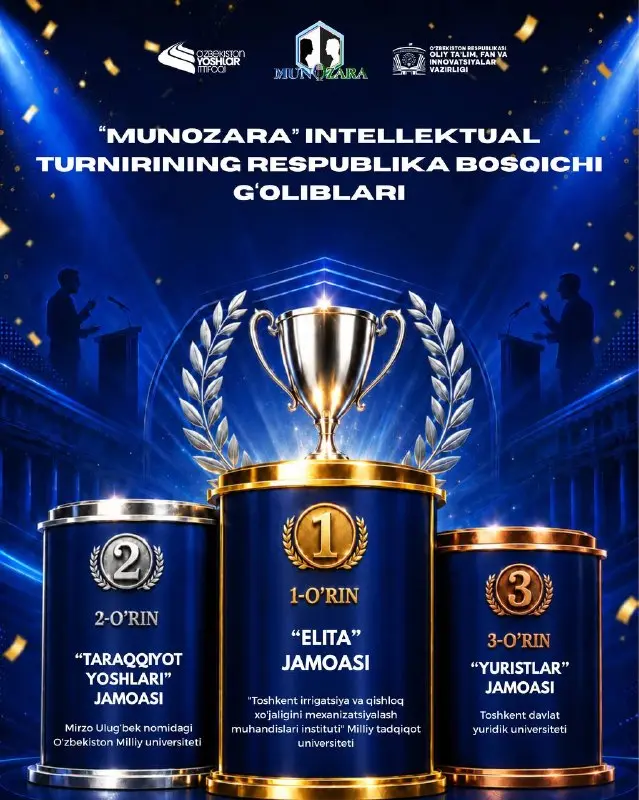 O'ZBEKISTON
YOSHLAR
ITTIFOQI
MUNOZARA
O'ZBEKISTON RESPUBLIKASI
OLIY TA'LIM, FAN VA
INNOVATSIYALAR
VAZIRLIGI
"MUNOZARA" INTELLEKTUAL
TURNIRINING RESPUBLIKA BOSQICHI
G'OLIBLARI
2
2-O'RIN
"TARAQQIYOT
YOSHLARI"
JAMOASI
Mirzo Ulug'bek nomidagi
O'zbekiston Milliy universiteti
1
1-O'RIN
"ELITA"
JAMOASI
"Toshkent irrigatsiya va qishloq
xo'jaligini mexanizatsiyalash
muhandislari instituti" Milliy tadqiqot
universiteti
3
3-O'RIN
"YURISTLAR"
JAMOASI
Toshkent davlat
yuridik universiteti